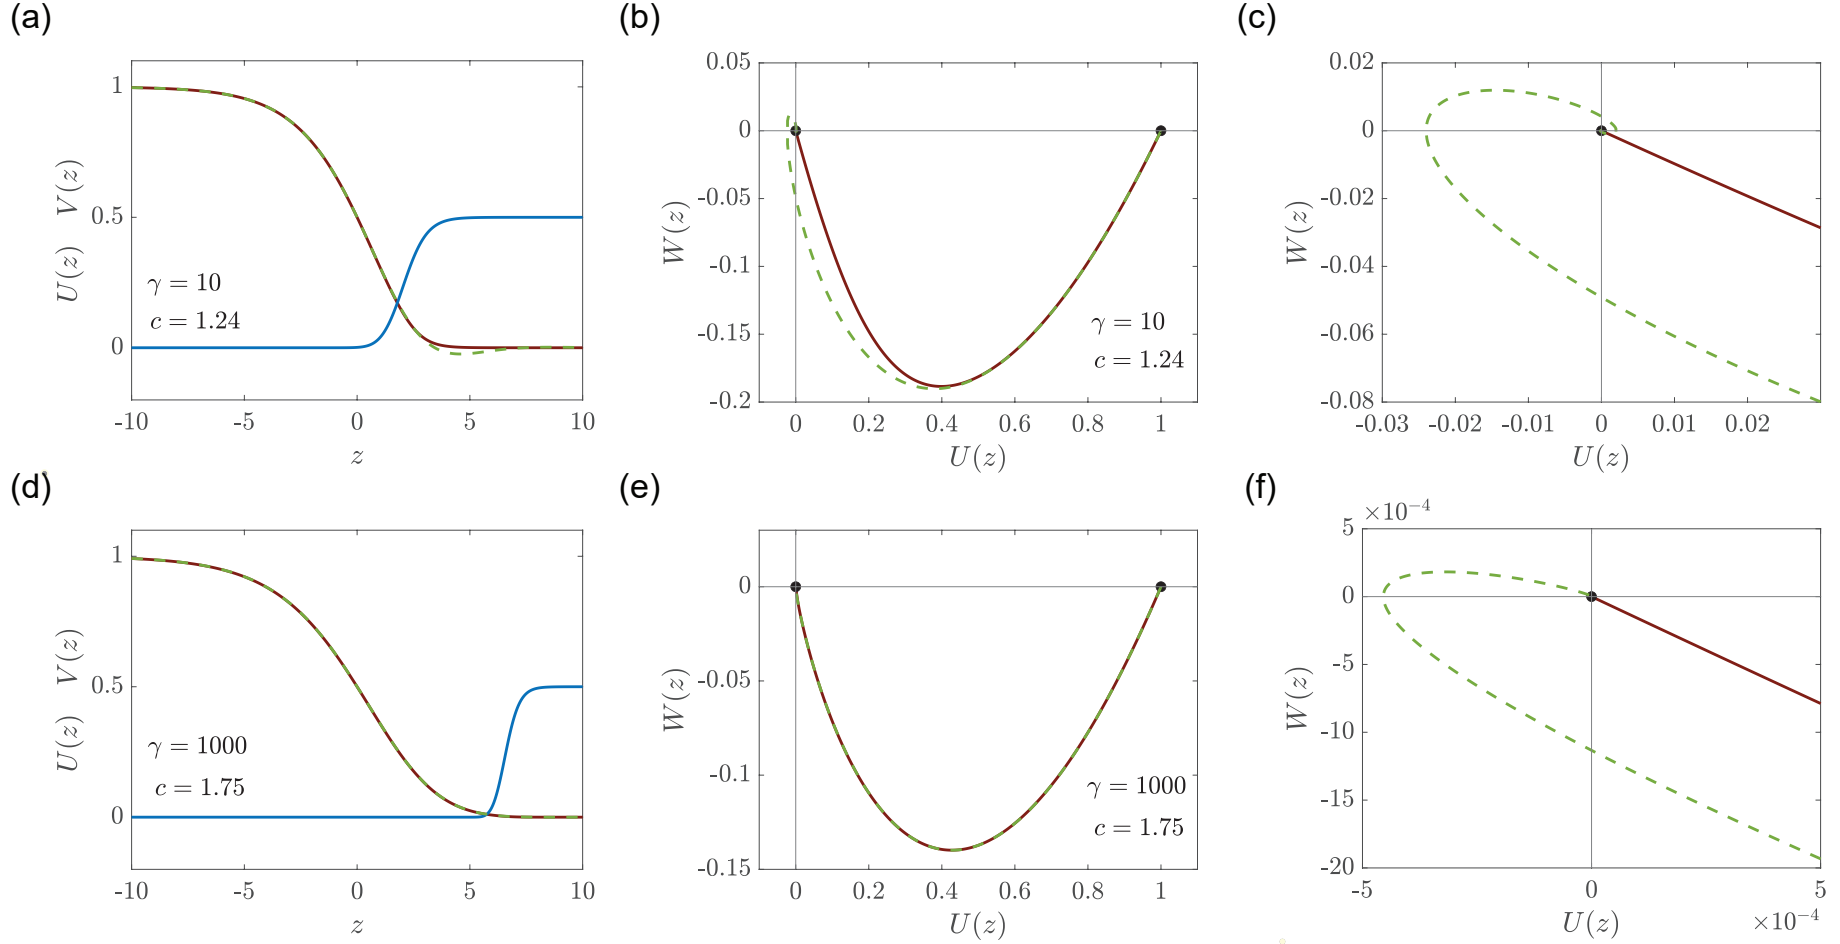 (a)
1
0.5
0
U(z)   V(z)
γ = 10
c = 1.24
-10 -5 0 5 10
z
(b)
0.05
0
-0.05
-0.1
-0.15
-0.2
W(z)
γ = 10
c = 1.24
0 0.2 0.4 0.6 0.8 1
U(z)
(c)
0.02
0
-0.02
-0.04
-0.06
-0.08
W(z)
-0.03 -0.02 -0.01 0 0.01 0.02
U(z)
(d)
1
0.5
0
U(z)   V(z)
γ = 1000
c = 1.75
-10 -5 0 5 10
z
(e)
0
-0.05
-0.1
-0.15
W(z)
γ = 1000
c = 1.75
0 0.2 0.4 0.6 0.8 1
U(z)
(f)
×10⁻⁴
5
0
-5
-10
-15
-20
W(z)
-5 0 5
U(z)
×10⁻⁴